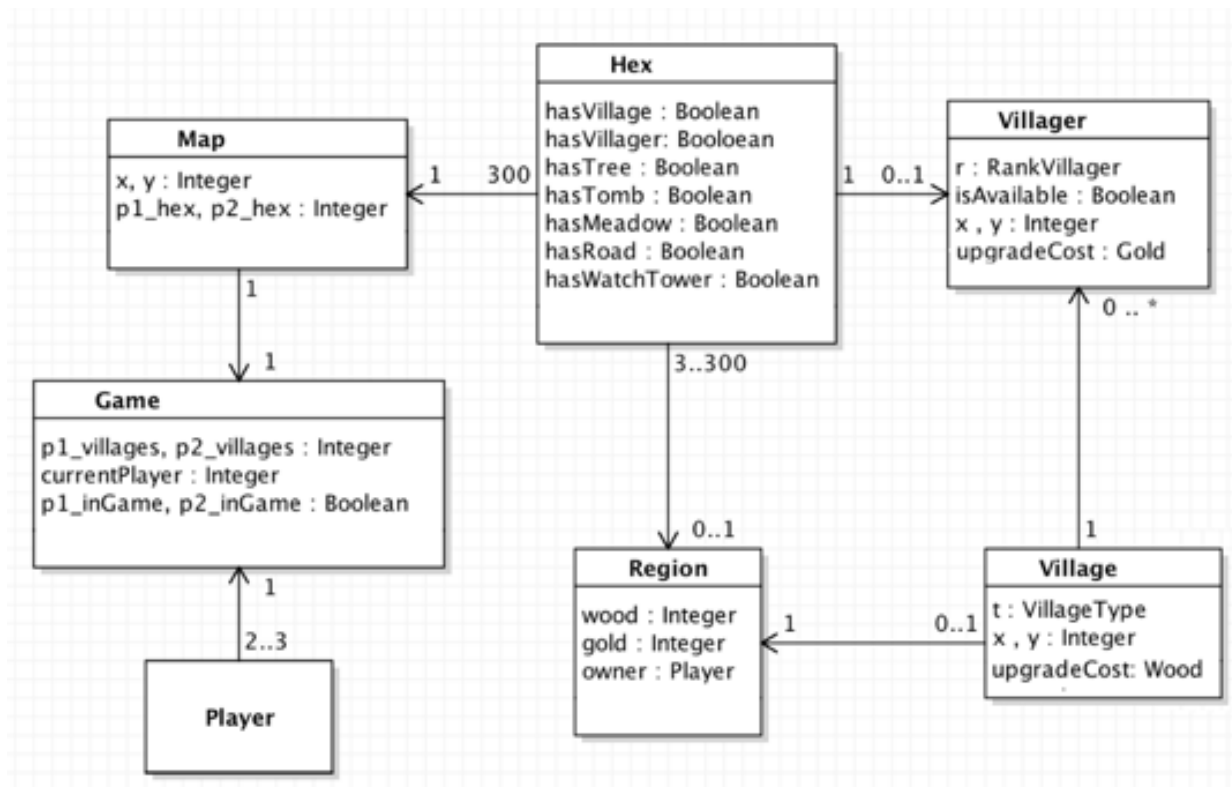 Hex
hasVillage : Boolean
hasVillager: Booloean
hasTree : Boolean
hasTomb : Boolean
hasMeadow : Boolean
hasRoad : Boolean
hasWatchTower : Boolean
Map
x, y : Integer
p1_hex, p2_hex : Integer
1
300
1
0..1
Villager
r : RankVillager
isAvailable : Boolean
x , y : Integer
upgradeCost : Gold
1
1
3..300
0 .. *
Game
p1_villages, p2_villages : Integer
currentPlayer : Integer
p1_inGame, p2_inGame : Boolean
1
2..3
Player
0..1
Region
wood : Integer
gold : Integer
owner : Player
1
0..1
1
Village
t : VillageType
x , y : Integer
upgradeCost: Wood